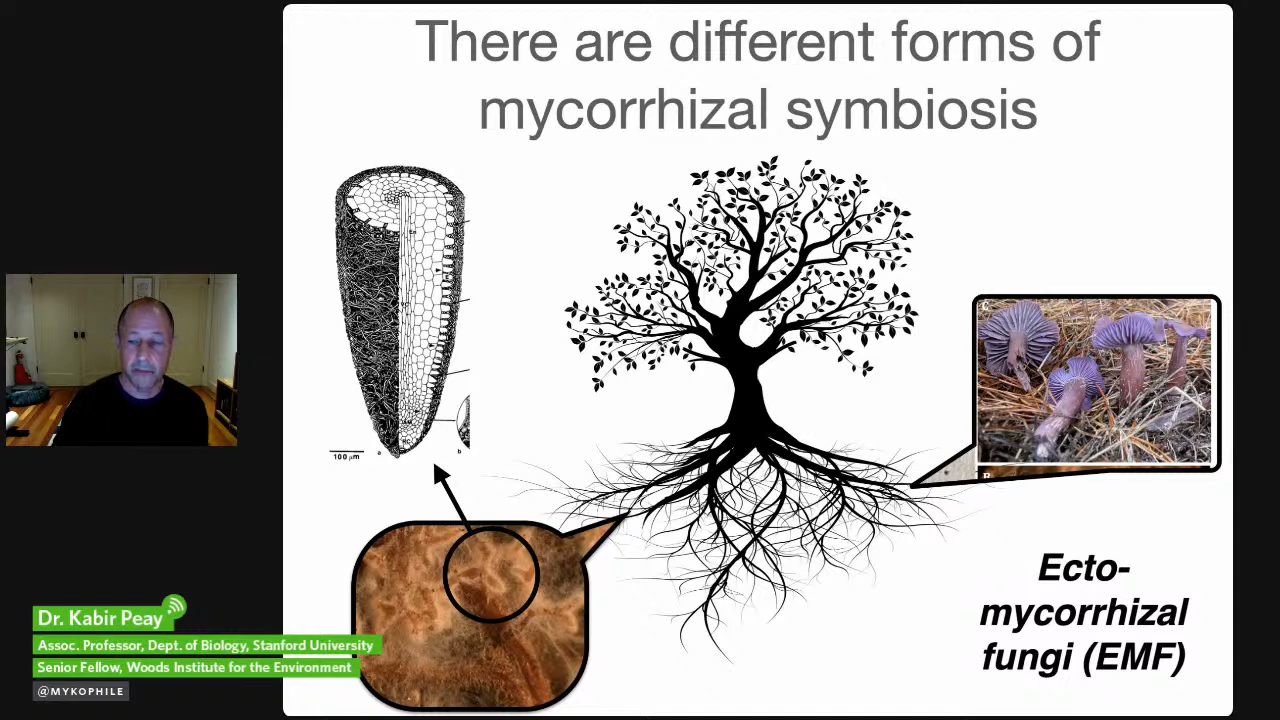 There are different forms of
mycorrhizal symbiosis
100 µm
a
b
C
Ecto-
mycorrhizal
fungi (EMF)
Dr. Kabir Peay
Assoc. Professor, Dept. of Biology, Stanford University
Senior Fellow, Woods Institute for the Environment
@MYKOPHILE